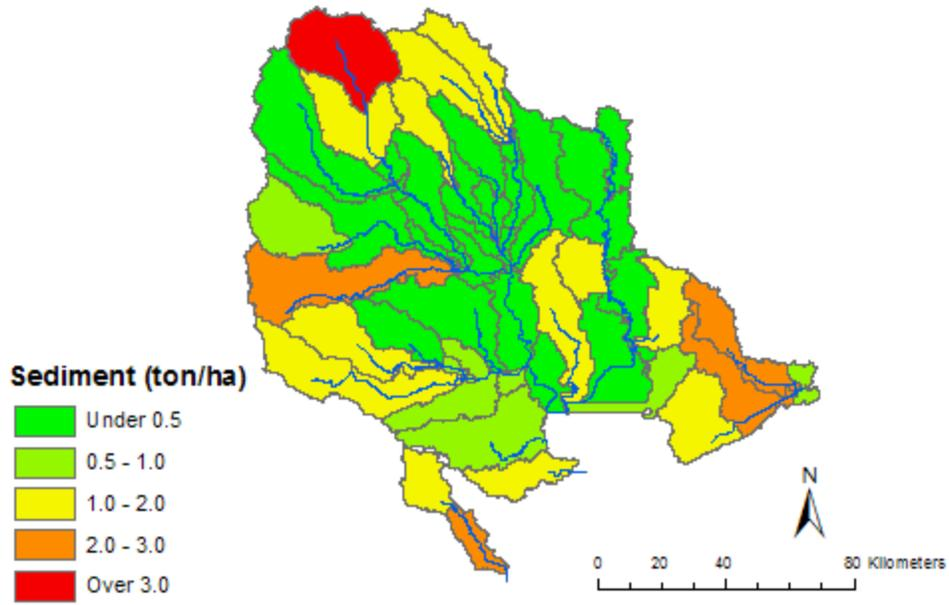 Sediment (ton/ha)
Under 0.5
0.5 - 1.0
1.0 - 2.0
2.0 - 3.0
Over 3.0
N
0 20 40 80 Kilometers